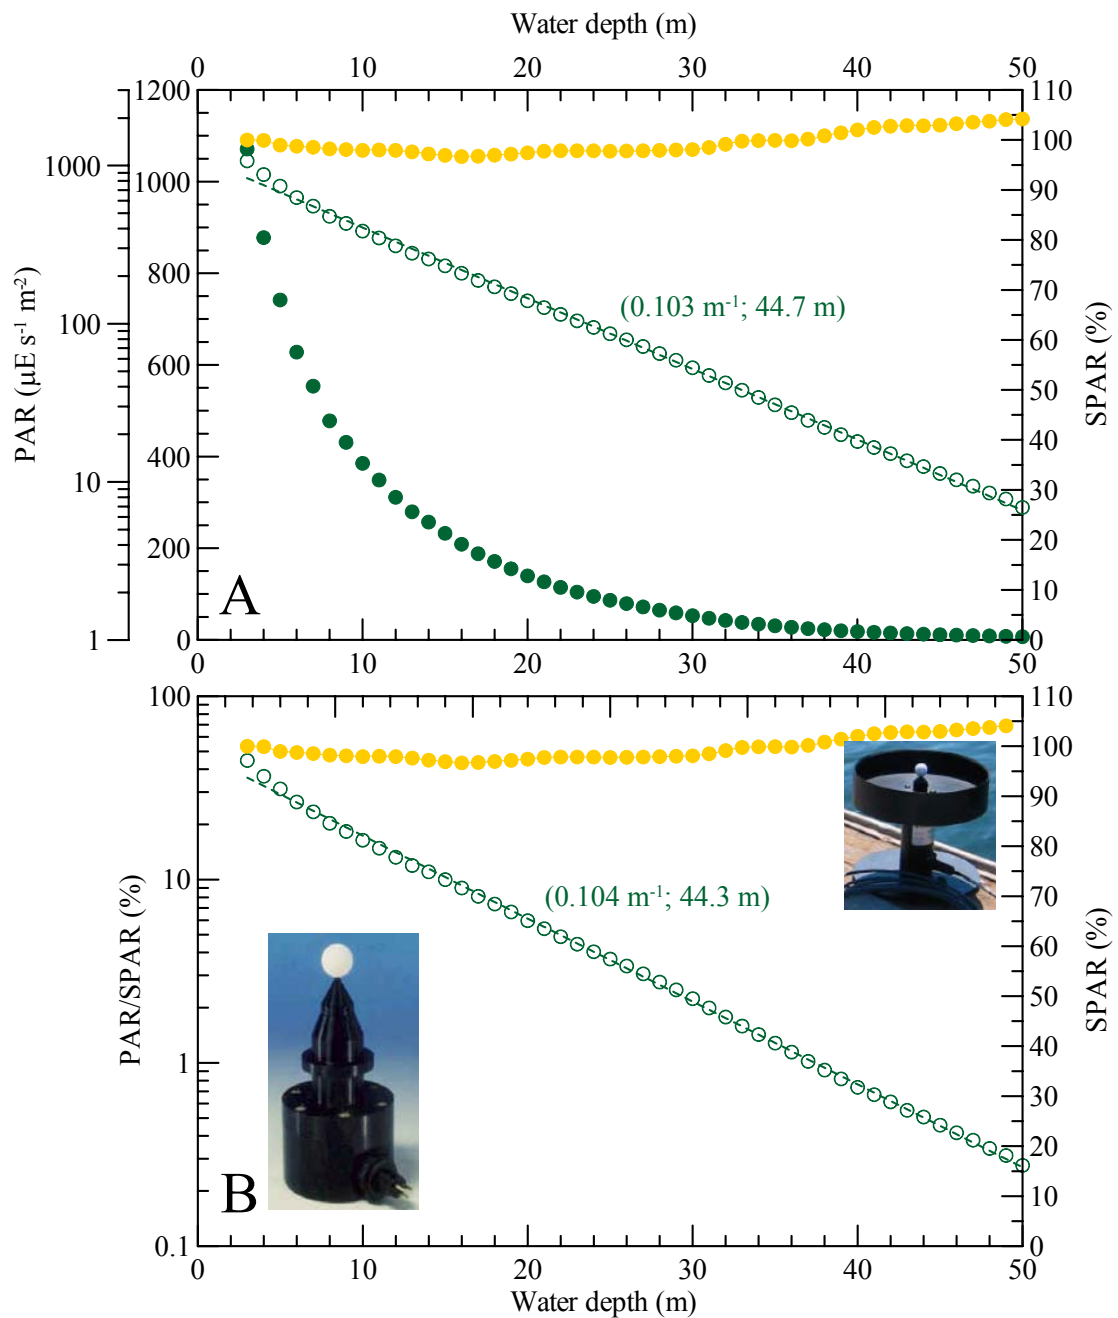 Water depth (m)
0 10 20 30 40 50
1200 110
1000 100
1000 90
80
800 70
(0.103 m⁻¹; 44.7 m)
PAR (µE s⁻¹ m⁻²)
100
600 60
SPAR (%)
50
400 40
10 30
200 20
A 10
1 0 0
0 10 20 30 40 50
100 110
100
90
80
10 70
(0.104 m⁻¹; 44.3 m)
PAR/SPAR (%)
60
SPAR (%)
50
40
1
30
20
B 10
0.1 0
0 10 20 30 40 50
Water depth (m)